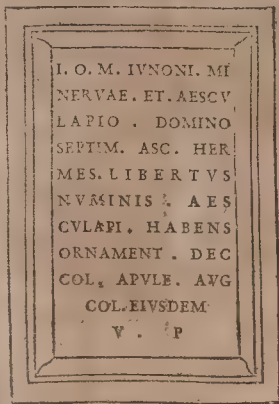 I. O. M. IVNONI. MI
NERVAE. ET. AESCV
LAPIO . DOMINO
SEPTIM. ASC. HER
MES. LIBERTVS
NVMINIS . AES
CVLAPI. HABENS
ORNAMENT. DEC
COL. APVLE. AVG
COL. EIVSDEM
V . P